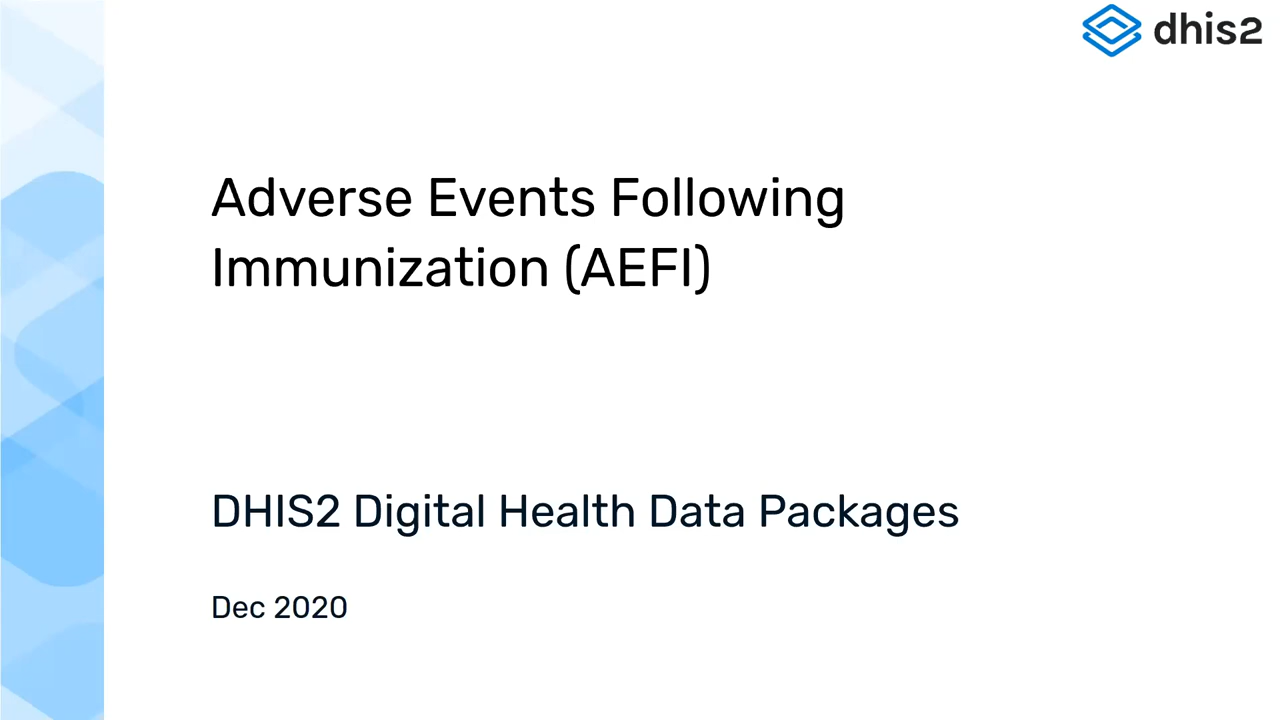 dhis2
Adverse Events Following
Immunization (AEFI)
DHIS2 Digital Health Data Packages
Dec 2020